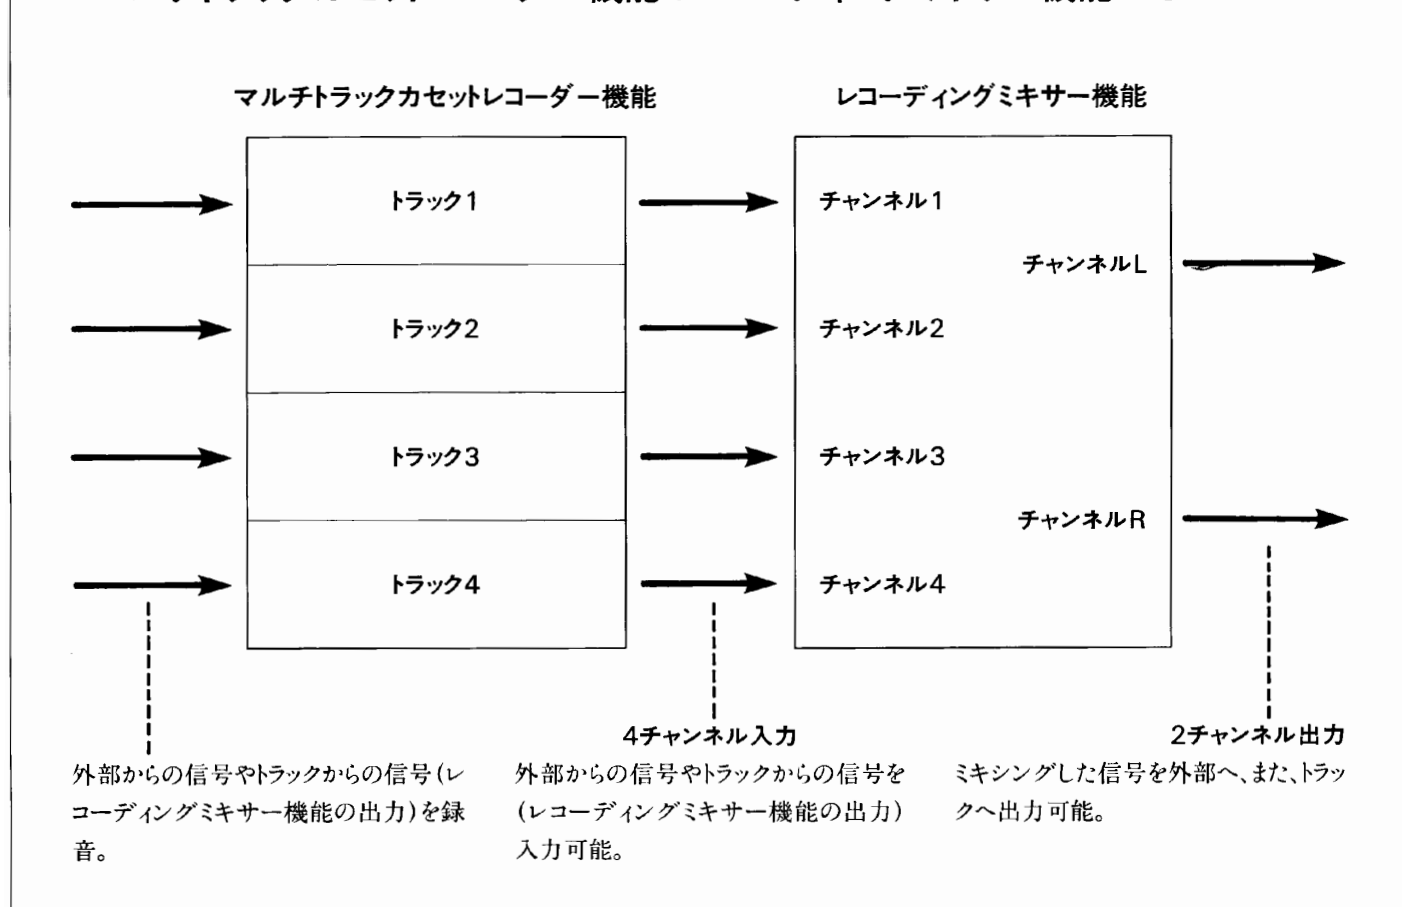 マルチトラックカセットレコーダー機能
レコーディングミキサー機能
トラック1
チャンネル1
チャンネルL
トラック2
チャンネル2
トラック3
チャンネル3
チャンネルR
トラック4
チャンネル4
外部からの信号やトラックからの信号(レ
コーディングミキサー機能の出力)を録
音。
4チャンネル入力
外部からの信号やトラックからの信号を
(レコーディングミキサー機能の出力)
入力可能。
2チャンネル出力
ミキシングした信号を外部へ、また、トラッ
クへ出力可能。